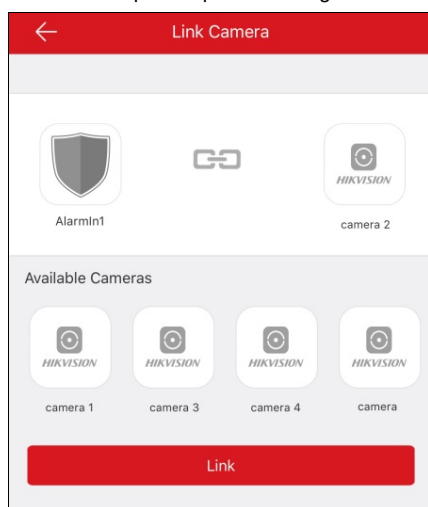 Link Camera
HIKVISION
AlarmIn1
camera 2
Available Cameras
HIKVISION HIKVISION HIKVISION HIKVISION
camera 1 camera 3 camera 4 camera
Link